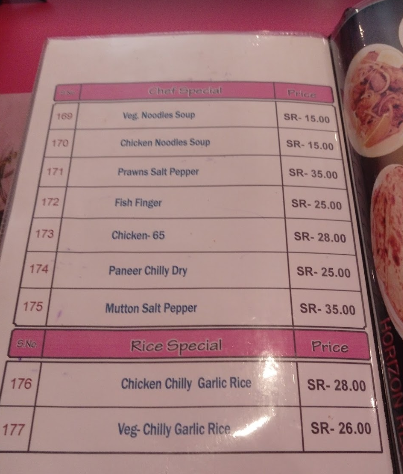 S.No. Chef Special Price
169 Veg. Noodles Soup SR- 15.00
170 Chicken Noodles Soup SR- 15.00
171 Prawns Salt Pepper SR- 35.00
172 Fish Finger SR- 25.00
173 Chicken- 65 SR- 28.00
174 Paneer Chilly Dry SR- 25.00
175 Mutton Salt Pepper SR- 35.00
S.No. Rice Special Price
176 Chicken Chilly Garlic Rice SR- 28.00
177 Veg- Chilly Garlic Rice SR- 26.00
HORIZON